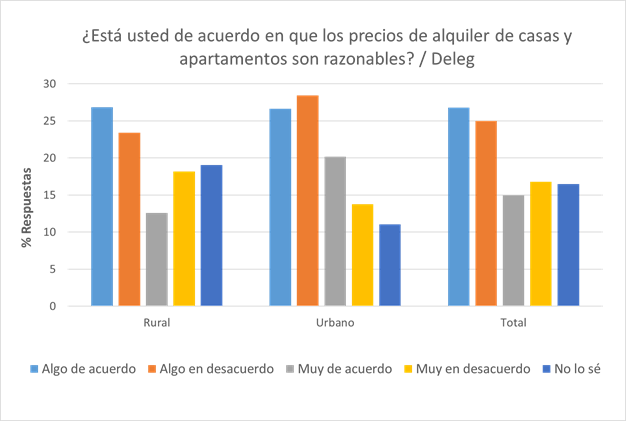 ¿Está usted de acuerdo en que los precios de alquiler de casas y
apartamentos son razonables? / Deleg
% Respuestas
30
25
20
15
10
5
0
Rural Urbano Total
Algo de acuerdo Algo en desacuerdo Muy de acuerdo Muy en desacuerdo No lo sé